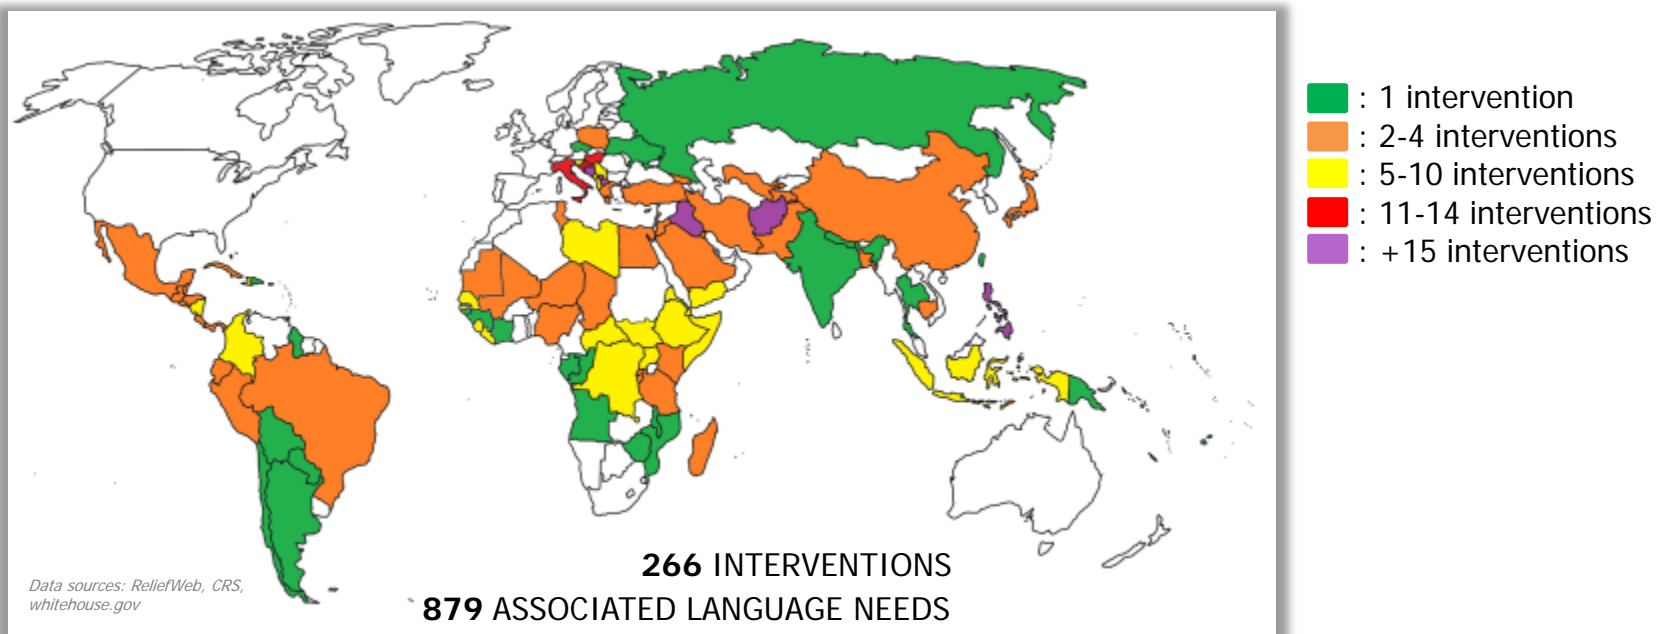 : 1 intervention
: 2-4 interventions
: 5-10 interventions
: 11-14 interventions
: +15 interventions
266 INTERVENTIONS
879 ASSOCIATED LANGUAGE NEEDS
Data sources: ReliefWeb, CRS,
whitehouse.gov